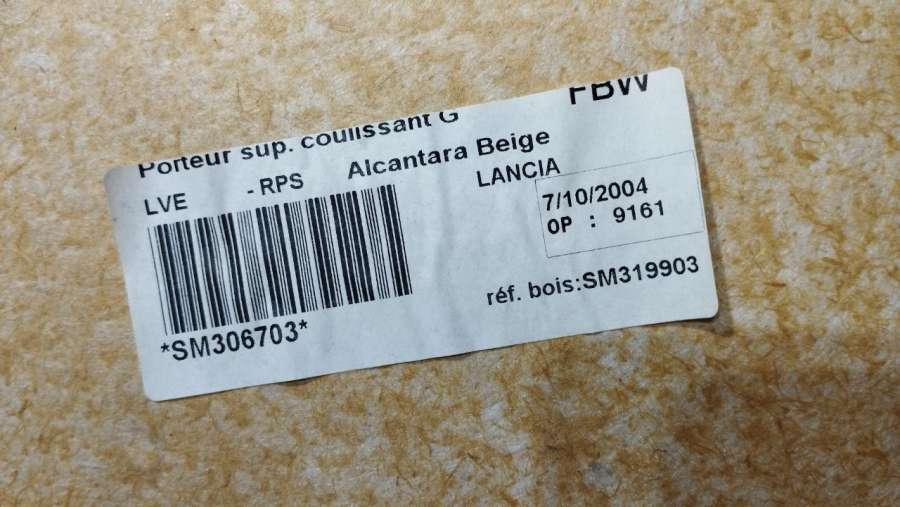 FBW
Porteur sup. coulissant G
LVE - RPS Alcantara Beige
LANCIA
7/10/2004
OP : 9161
*SM306703*
réf. bois:SM319903